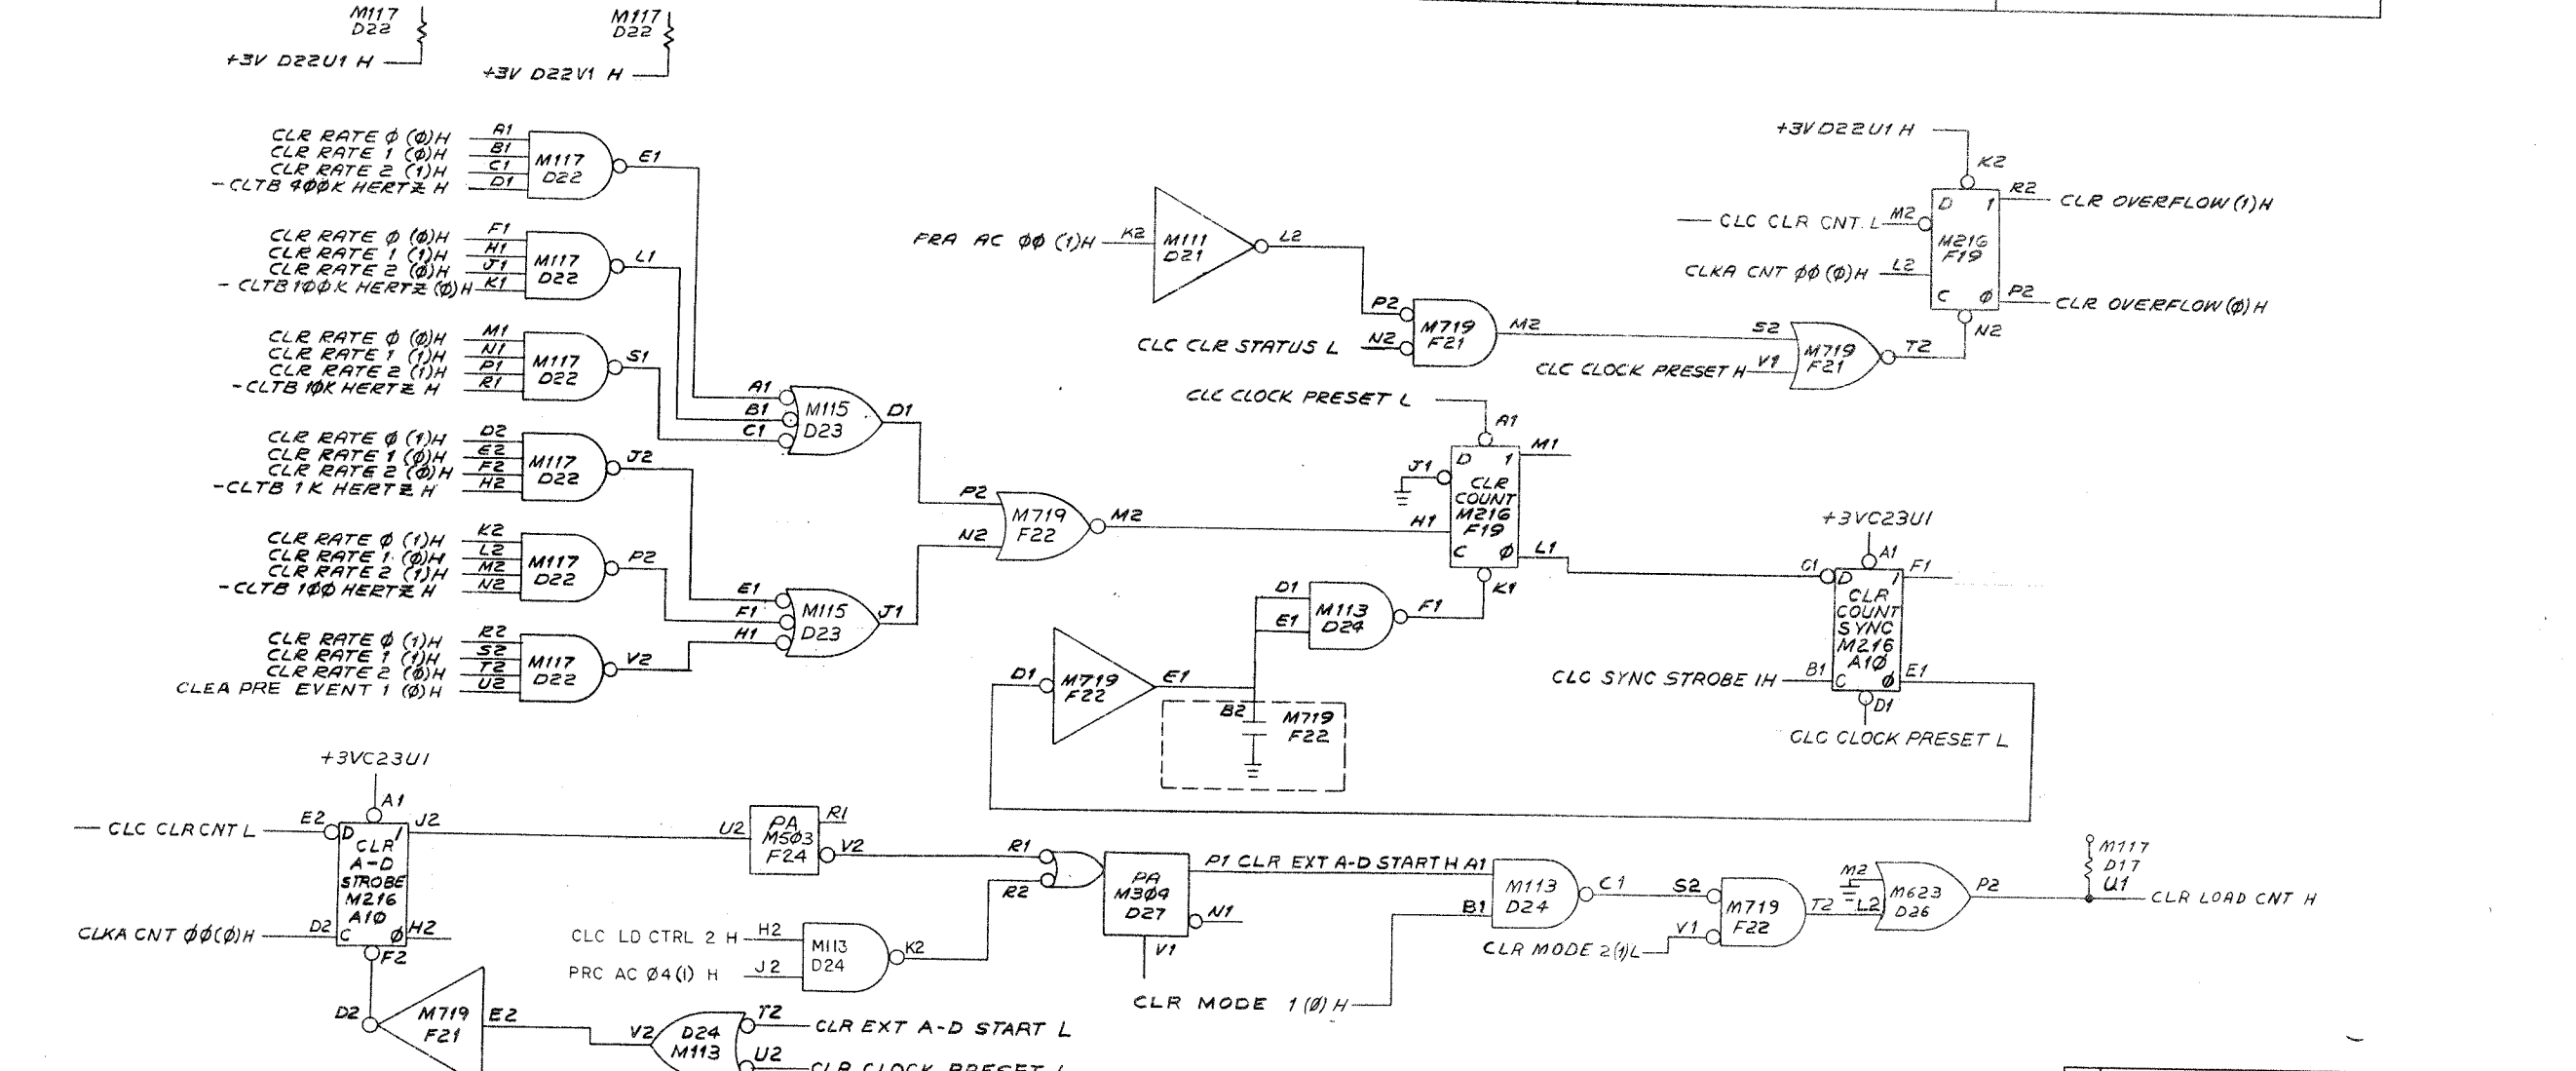 M117
D22
+3V D22U1 H
M117
D22
+3V D22V1 H
CLR RATE Ø (Ø)H A1
CLR RATE 1 (Ø)H B1
CLR RATE 2 (1)H C1
-CLTB 4ØØK HERTZ H D1
M117
D22
E1
CLR RATE Ø (Ø)H F1
CLR RATE 1 (1)H H1
CLR RATE 2 (Ø)H J1
- CLTB 1ØØK HERTZ (Ø)H K1
M117
D22
L1
CLR RATE Ø (Ø)H M1
CLR RATE 1 (1)H N1
CLR RATE 2 (1)H P1
-CLTB 1ØK HERTZ H R1
M117
D22
S1
CLR RATE Ø (1)H D2
CLR RATE 1 (Ø)H E2
CLR RATE 2 (Ø)H F2
-CLTB 1K HERTZ H H2
M117
D22
J2
CLR RATE Ø (1)H K2
CLR RATE 1 (Ø)H L2
CLR RATE 2 (1)H M2
-CLTB 1ØØ HERTZ H N2
M117
D22
P2
CLR RATE Ø (1)H R2
CLR RATE 1 (1)H S2
CLR RATE 2 (Ø)H T2
CLEA PRE EVENT 1 (Ø)H U2
M117
D22
V2
A1
B1
C1
M115
D23
D1
E1
F1
H1
M115
D23
J1
P2
N2
M719
F22
M2
PRA AC ØØ (1)H K2
M111
D21
L2
P2
CLC CLR STATUS L N2
M719
F21
M2
S2
CLC CLOCK PRESET H V1
M719
F21
T2
+3V D22U1 H
K2
CLC CLR CNT L M2
CLKA CNT ØØ (Ø)H L2
D 1
M216
F19
C Ø
R2 CLR OVERFLOW (1)H
P2 CLR OVERFLOW (Ø)H
N2
CLC CLOCK PRESET L
A1
J1
H1
D 1
CLR
COUNT
M216
F19
C Ø
M1
L1
K1
D1
E1
M113
D24
F1
D1
M719
F22
E1
B2
M719
F22
+3VC23U1
A1
C1
D 1
CLR
COUNT
SYNC
M216
A1Ø
C Ø
F1
E1
CLC SYNC STROBE 1H B1
D1
CLC CLOCK PRESET L
+3VC23U1
A1
CLC CLR CNT L E2
D 1
CLR
A-D
STROBE
M216
A1Ø
C Ø
J2
CLKA CNT ØØ(Ø)H D2
H2
F2
D2
M719
F21
E2
V2
D24
M113
T2 CLR EXT A-D START L
U2 CLR CLOCK PRESET L
U2
PA
M5Ø3
F24
R1
V2
CLC LD CTRL 2 H H2
PRC AC Ø4(1) H J2
M113
D24
K2
R1
R2
PA
M3Ø4
D27
P1 CLR EXT A-D START H A1
N1
V1
CLR MODE 1 (Ø) H
B1
M113
D24
C1
S2
CLR MODE 2(1)L V1
M719
F22
T2
M2
L2
M623
D26
P2
M117
D17
U1
CLR LOAD CNT H